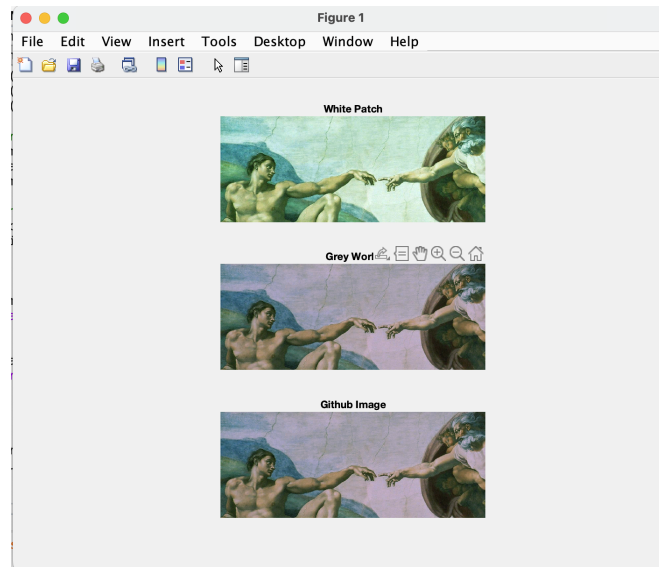 Figure 1
File Edit View Insert Tools Desktop Window Help
White Patch
Grey Worl
Github Image